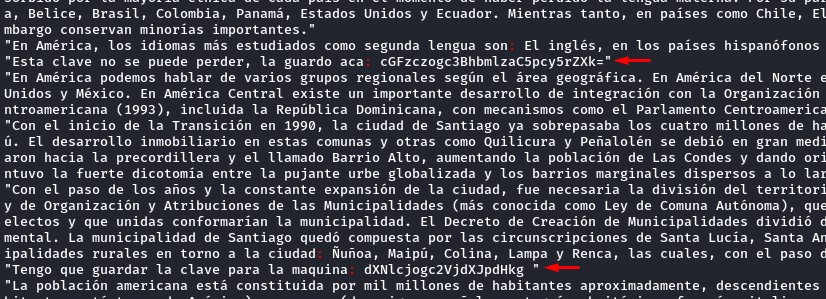 sorbido por la mayoría étnica de cada país en el momento de haber perdido la lengua materna. Por su pa
a, Belice, Brasil, Colombia, Panamá, Estados Unidos y Ecuador. Mientras tanto, en países como Chile, El
mbargo conservan minorías importantes."
"En América, los idiomas más estudiados como segunda lengua son: El inglés, en los países hispanófonos
"Esta clave no se puede perder, la guardo aca: cGFzczogc3BhbmlzaC5pcy5rZXk="
"En América podemos hablar de varios grupos regionales según el área geográfica. En América del Norte e
Unidos y México. En América Central existe un importante desarrollo de integración con la Organización
ntroamericana (1993), incluida la República Dominicana, con mecanismos como el Parlamento Centroamerica
"Con el inicio de la Transición en 1990, la ciudad de Santiago ya sobrepasaba los cuatro millones de ha
ú. El desarrollo inmobiliario en estas comunas y otras como Quilicura y Peñalolén se debió en gran medi
aron hacia la precordillera y el llamado Barrio Alto, aumentando la población de Las Condes y dando ori
ntuvo la fuerte dicotomía entre la pujante urbe globalizada y los barrios marginales dispersos a lo lar
"Con el paso de los años y la constante expansión de la ciudad, fue necesaria la división del territori
y de Organización y Atribuciones de las Municipalidades (más conocida como Ley de Comuna Autónoma), que
electos y que unidas conformarían la municipalidad. El Decreto de Creación de Municipalidades dividió d
mental. La municipalidad de Santiago quedó compuesta por las circunscripciones de Santa Lucía, Santa An
ipalidades rurales en torno a la ciudad: Ñuñoa, Maipú, Colina, Lampa y Renca, las cuales, con el paso d
"Tengo que guardar la clave para la maquina: dXNlcjogc2VjdXJpdHkg "
"La población americana está constituida por mil millones de habitantes aproximadamente, descendientes